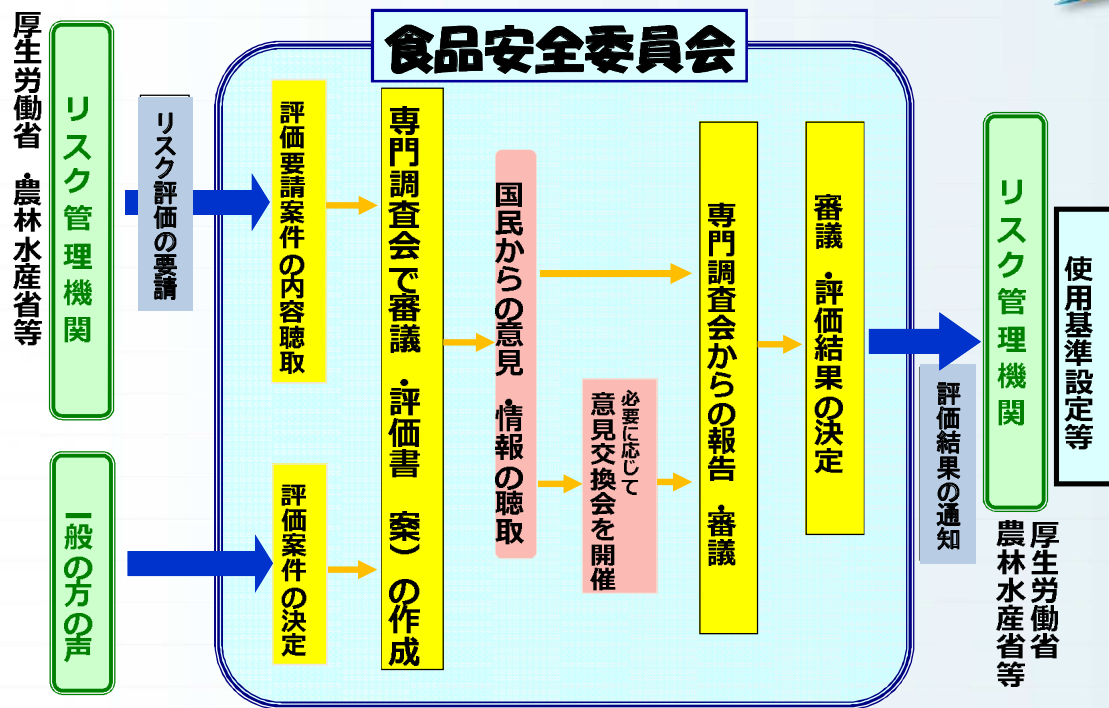 食品安全委員会
厚生労働省・農林水産省等
リスク管理機関
リスク評価の要請
評価要請案件の内容聴取
一般の方の声
評価案件の決定
専門調査会で審議・評価書 案）の作成
国民からの意見・情報の聴取
必要に応じて
意見交換会を開催
専門調査会からの報告・審議
審議・評価結果の決定
評価結果の通知
リスク管理機関
厚生労働省
農林水産省等
使用基準設定等